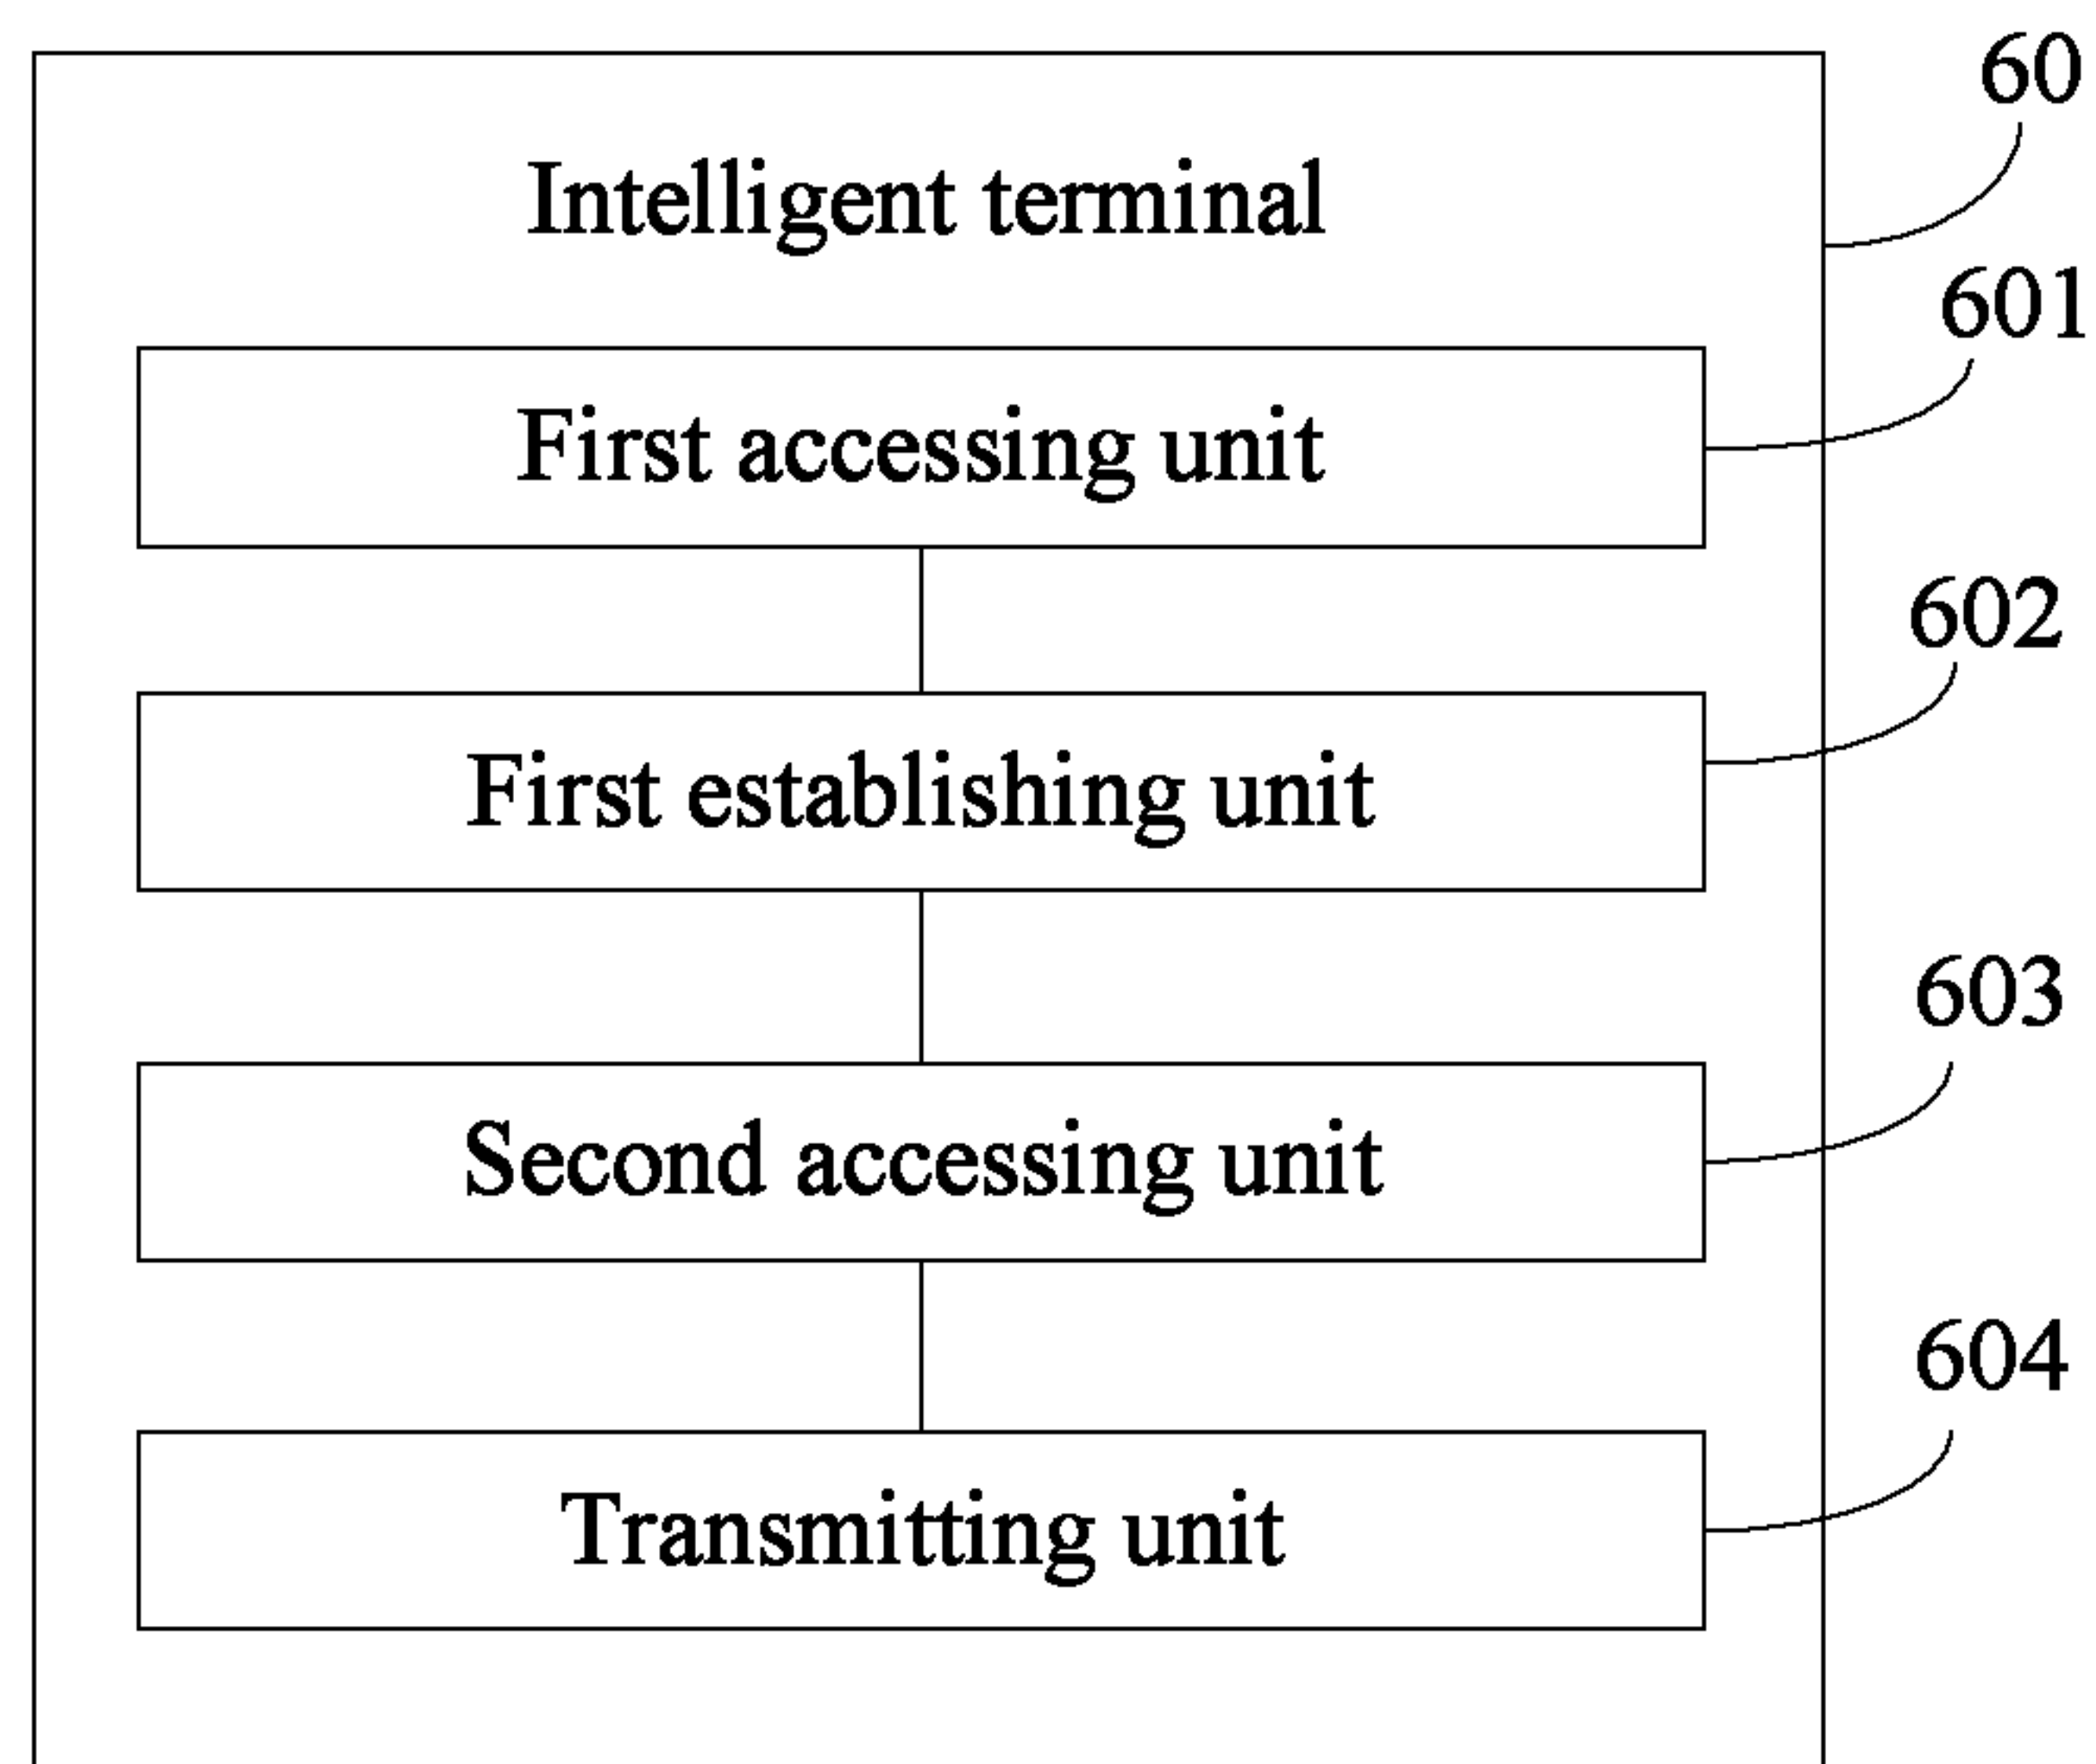 60
Intelligent terminal
601
First accessing unit
602
First establishing unit
603
Second accessing unit
604
Transmitting unit